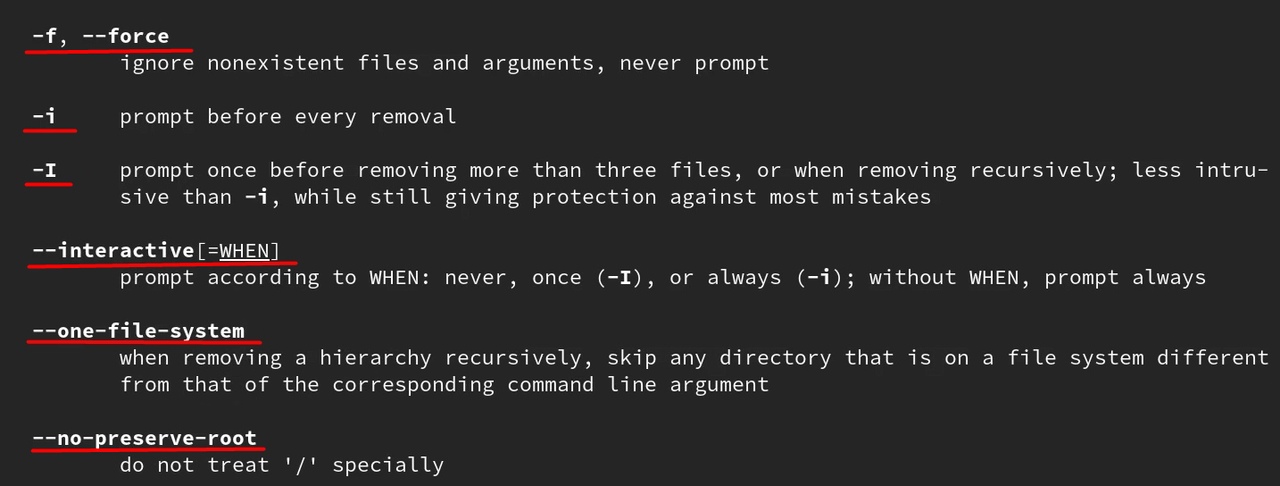 -f, --force
ignore nonexistent files and arguments, never prompt
-i prompt before every removal
-I prompt once before removing more than three files, or when removing recursively; less intru-
sive than -i, while still giving protection against most mistakes
--interactive[=WHEN]
prompt according to WHEN: never, once (-I), or always (-i); without WHEN, prompt always
--one-file-system
when removing a hierarchy recursively, skip any directory that is on a file system different
from that of the corresponding command line argument
--no-preserve-root
do not treat '/' specially